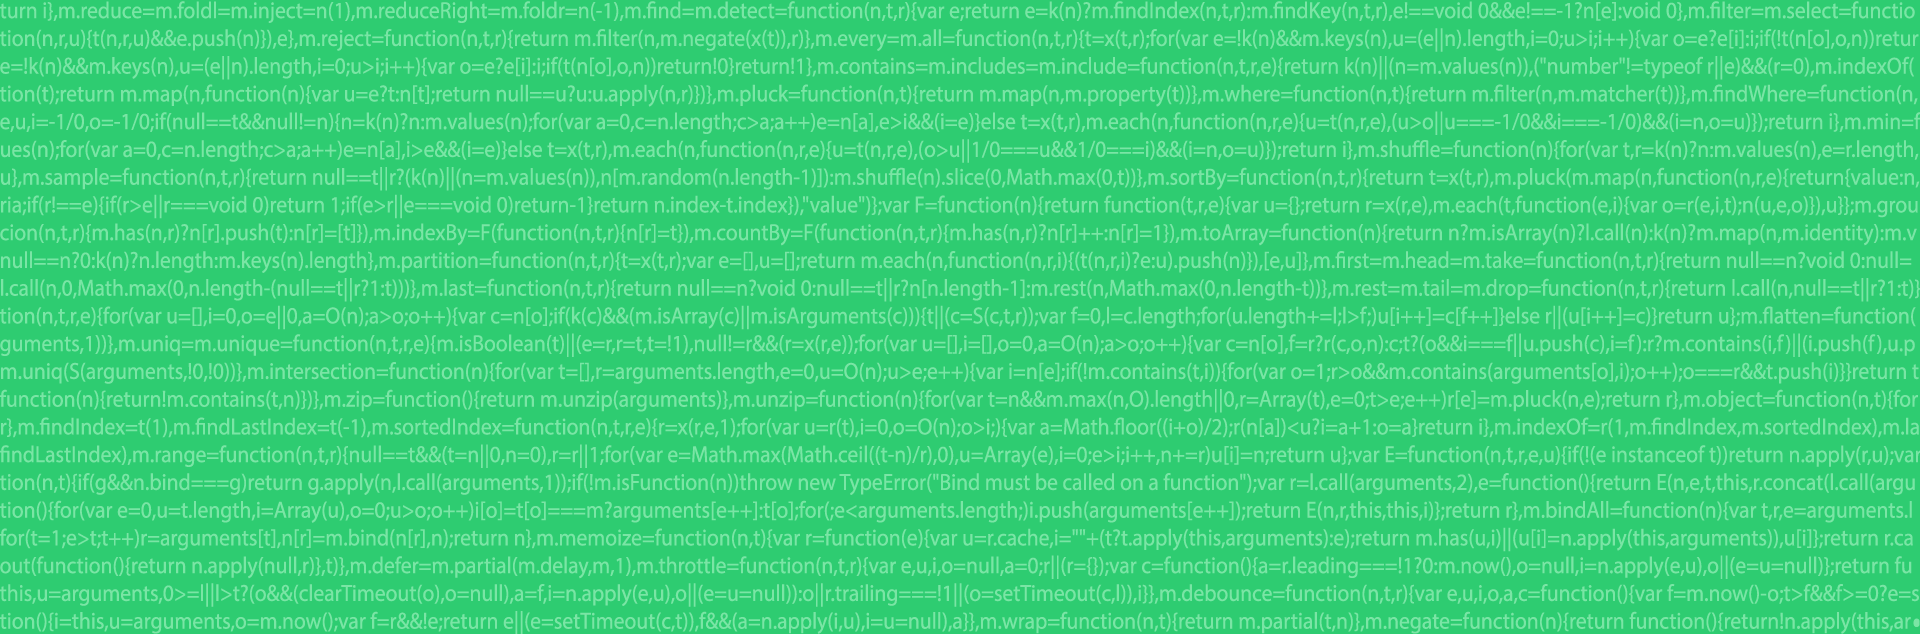 turn i},m.reduce=m.foldl=m.inject=n(1),m.reduceRight=m.foldr=n(-1),m.find=m.detect=function(n,t,r){var e;return e=k(n)?m.findIndex(n,t,r):m.findKey(n,t,r),e!==void 0&&e!==-1?n[e]:void 0},m.filter=m.select=functio
tion(n,r,u){t(n,r,u)&&e.push(n)}),e},m.reject=function(n,t,r){return m.filter(n,m.negate(x(t)),r)},m.every=m.all=function(n,t,r){t=x(t,r);for(var e=!k(n)&&m.keys(n),u=(e||n).length,i=0;u>i;i++){var o=e?e[i]:i;if(!t(n[o],o,n))retur
e=!k(n)&&m.keys(n),u=(e||n).length,i=0;u>i;i++){var o=e?e[i]:i;if(t(n[o],o,n))return!0}return!1},m.contains=m.includes=m.include=function(n,t,r,e){return k(n)||(n=m.values(n)),("number"!=typeof r||e)&&(r=0),m.indexOf(
tion(t);return m.map(n,function(n){var u=e?t:n[t];return null==u?u:u.apply(n,r)})},m.pluck=function(n,t){return m.map(n,m.property(t))},m.where=function(n,t){return m.filter(n,m.matcher(t))},m.findWhere=function(n,
e,u,i=-1/0,o=-1/0;if(null==t&&null!=n){n=k(n)?n:m.values(n);for(var a=0,c=n.length;c>a;a++)e=n[a],e>i&&(i=e)}else t=x(t,r),m.each(n,function(n,r,e){u=t(n,r,e),(u>o||u===-1/0&&i===-1/0)&&(i=n,o=u)});return i},m.min=f
ues(n);for(var a=0,c=n.length;c>a;a++)e=n[a],i>e&&(i=e)}else t=x(t,r),m.each(n,function(n,r,e){u=t(n,r,e),(o>u||1/0===u&&1/0===i)&&(i=n,o=u)});return i},m.shuffle=function(n){for(var t,r=k(n)?n:m.values(n),e=r.length,
u},m.sample=function(n,t,r){return null==t||r?(k(n)||(n=m.values(n)),n[m.random(n.length-1)]):m.shuffle(n).slice(0,Math.max(0,t))},m.sortBy=function(n,t,r){return t=x(t,r),m.pluck(m.map(n,function(n,r,e){return{value:n,
ria;if(r!==e){if(r>e||r===void 0)return 1;if(e>r||e===void 0)return-1}return n.index-t.index}),"value")};var F=function(n){return function(t,r,e){var u={};return r=x(r,e),m.each(t,function(e,i){var o=r(e,i,t);n(u,e,o)}),u}};m.grou
cion(n,t,r){m.has(n,r)?n[r].push(t):n[r]=[t]}),m.indexBy=F(function(n,t,r){n[r]=t}),m.countBy=F(function(n,t,r){m.has(n,r)?n[r]++:n[r]=1}),m.toArray=function(n){return n?m.isArray(n)?l.call(n):k(n)?m.map(n,m.identity):m.v
null==n?0:k(n)?n.length:m.keys(n).length},m.partition=function(n,t,r){t=x(t,r);var e=[],u=[];return m.each(n,function(n,r,i){(t(n,r,i)?e:u).push(n)}),[e,u]},m.first=m.head=m.take=function(n,t,r){return null==n?void 0:null=
l.call(n,0,Math.max(0,n.length-(null==t||r?1:t)))},m.last=function(n,t,r){return null==n?void 0:null==t||r?n[n.length-1]:m.rest(n,Math.max(0,n.length-t))},m.rest=m.tail=m.drop=function(n,t,r){return l.call(n,null==t||r?1:t)}
tion(n,t,r,e){for(var u=[],i=0,o=e||0,a=O(n);a>o;o++){var c=n[o];if(k(c)&&(m.isArray(c)||m.isArguments(c))){t||(c=S(c,t,r));var f=0,l=c.length;for(u.length+=l;l>f;)u[i++]=c[f++]}else r||(u[i++]=c)}return u};m.flatten=function(
guments,1))},m.uniq=m.unique=function(n,t,r,e){m.isBoolean(t)||(e=r,r=t,t=!1),null!=r&&(r=x(r,e));for(var u=[],i=[],o=0,a=O(n);a>o;o++){var c=n[o],f=r?r(c,o,n):c;t?(o&&i===f||u.push(c),i=f):r?m.contains(i,f)||(i.push(f),u.p
m.uniq(S(arguments,!0,!0))},m.intersection=function(n){for(var t=[],r=arguments.length,e=0,u=O(n);u>e;e++){var i=n[e];if(!m.contains(t,i)){for(var o=1;r>o&&m.contains(arguments[o],i);o++);o===r&&t.push(i)}}return t
function(n){return!m.contains(t,n)})},m.zip=function(){return m.unzip(arguments)},m.unzip=function(n){for(var t=n&&m.max(n,O).length||0,r=Array(t),e=0;t>e;e++)r[e]=m.pluck(n,e);return r},m.object=function(n,t){for
r},m.findIndex=t(1),m.findLastIndex=t(-1),m.sortedIndex=function(n,t,r,e){r=x(r,e,1);for(var u=r(t),i=0,o=O(n);o>i;){var a=Math.floor((i+o)/2);r(n[a])<u?i=a+1:o=a}return i},m.indexOf=r(1,m.findIndex,m.sortedIndex),m.la
findLastIndex),m.range=function(n,t,r){null==t&&(t=n||0,n=0),r=r||1;for(var e=Math.max(Math.ceil((t-n)/r),0),u=Array(e),i=0;e>i;i++,n+=r)u[i]=n;return u};var E=function(n,t,r,e,u){if(!(e instanceof t))return n.apply(r,u);var
tion(n,t){if(g&&n.bind===g)return g.apply(n,l.call(arguments,1));if(!m.isFunction(n))throw new TypeError("Bind must be called on a function");var r=l.call(arguments,2),e=function(){return E(n,e,t,this,r.concat(l.call(argu
tion(){for(var e=0,u=t.length,i=Array(u),o=0;u>o;o++)i[o]=t[o]===m?arguments[e++]:t[o];for(;e<arguments.length;)i.push(arguments[e++]);return E(n,r,this,this,i)};return r},m.bindAll=function(n){var t,r,e=arguments.l
for(t=1;e>t;t++)r=arguments[t],n[r]=m.bind(n[r],n);return n},m.memoize=function(n,t){var r=function(e){var u=r.cache,i=""+(t?t.apply(this,arguments):e);return m.has(u,i)||(u[i]=n.apply(this,arguments)),u[i]};return r.ca
out(function(){return n.apply(null,r)},t)},m.defer=m.partial(m.delay,m,1),m.throttle=function(n,t,r){var e,u,i,o=null,a=0;r||(r={});var c=function(){a=r.leading===!1?0:m.now(),o=null,i=n.apply(e,u),o||(e=u=null)};return fu
this,u=arguments,0>=l||l>t?(o&&(clearTimeout(o),o=null),a=f,i=n.apply(e,u),o||(e=u=null)):o||r.trailing===!1||(o=setTimeout(c,l)),i}},m.debounce=function(n,t,r){var e,u,i,o,a,c=function(){var f=m.now()-o;t>f&&f>=0?e=s
tion(){i=this,u=arguments,o=m.now();var f=r&&!e;return e||(e=setTimeout(c,t)),f&&(a=n.apply(i,u),i=u=null),a}},m.wrap=function(n,t){return m.partial(t,n)},m.negate=function(n){return function(){return!n.apply(this,ar